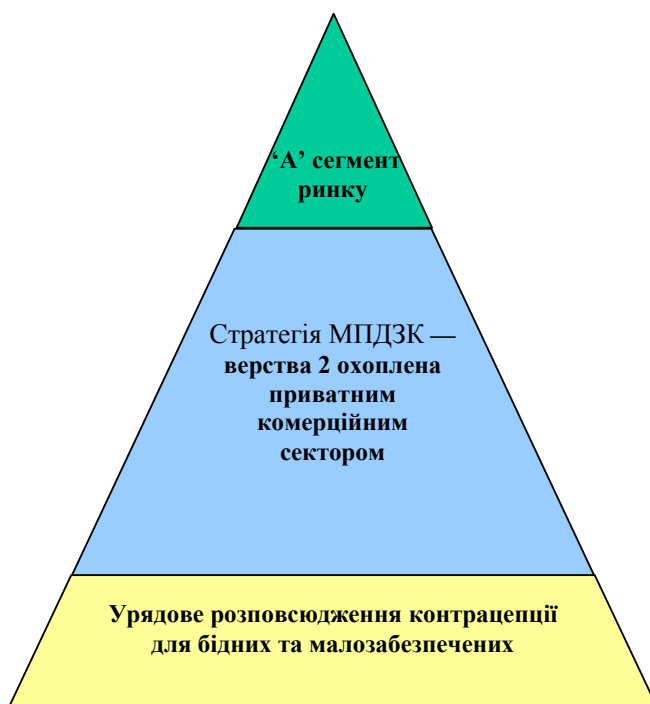 ‘А’ сегмент
ринку
Стратегія МПДЗК —
верства 2 охоплена
приватним
комерційним
сектором
Урядове розповсюдження контрацепції
для бідних та малозабезпечених